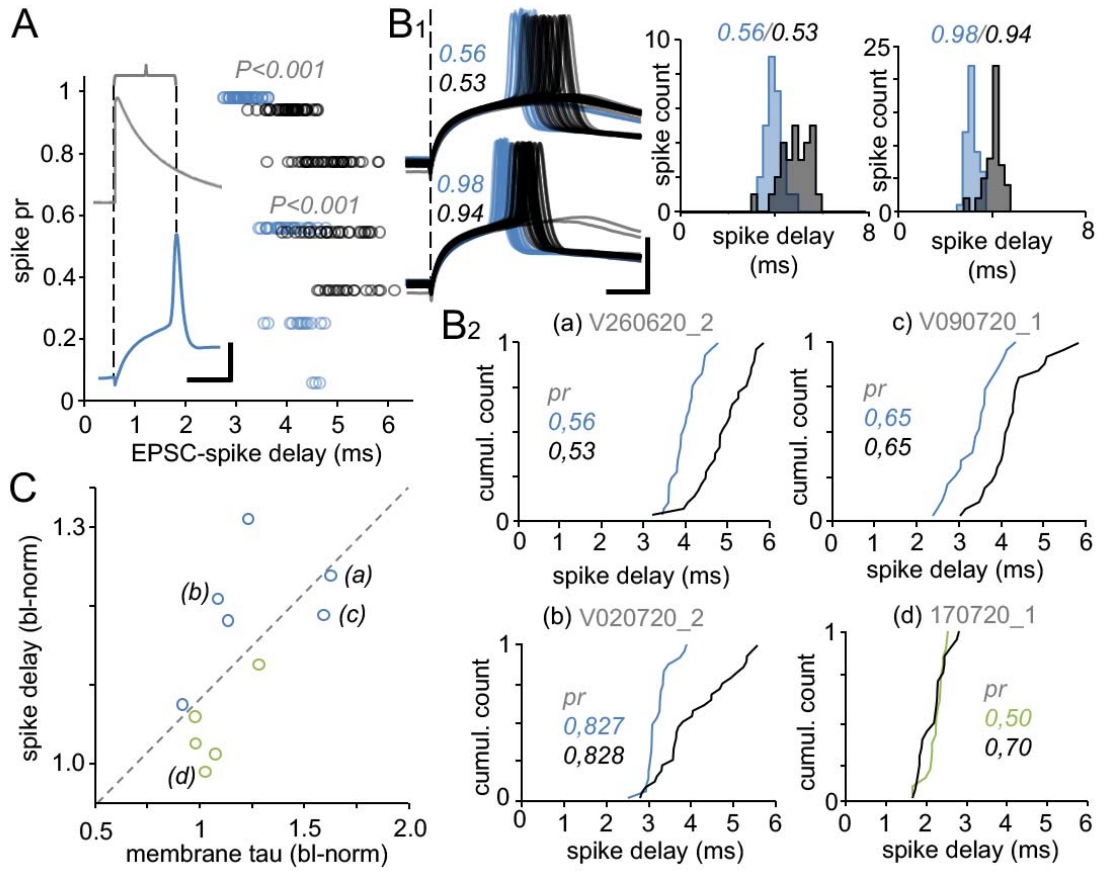 A
P<0.001
P<0.001
spike pr
1
0.8
0.6
0.4
0.2
0
0 1 2 3 4 5 6
EPSC-spike delay (ms)
B1
0.56
0.53
0.98
0.94
0.56/0.53
spike count
10
5
0
0 8
spike delay
(ms)
0.98/0.94
spike count
25
0
0 8
spike delay
(ms)
B2
(a) V260620_2
cumul. count
1
0
pr
0,56
0,53
0 1 2 3 4 5 6
spike delay (ms)
c) V090720_1
cumul. count
1
0
pr
0,65
0,65
0 1 2 3 4 5 6
spike delay (ms)
(b) V020720_2
cumul. count
1
0
pr
0,827
0,828
0 1 2 3 4 5 6
spike delay (ms)
(d) 170720_1
cumul. count
1
0
pr
0,50
0,70
0 1 2 3 4 5 6
spike delay (ms)
C
spike delay (bl-norm)
1.3
1.0
(a)
(b)
(c)
(d)
0.5 1 1.5 2.0
membrane tau (bl-norm)